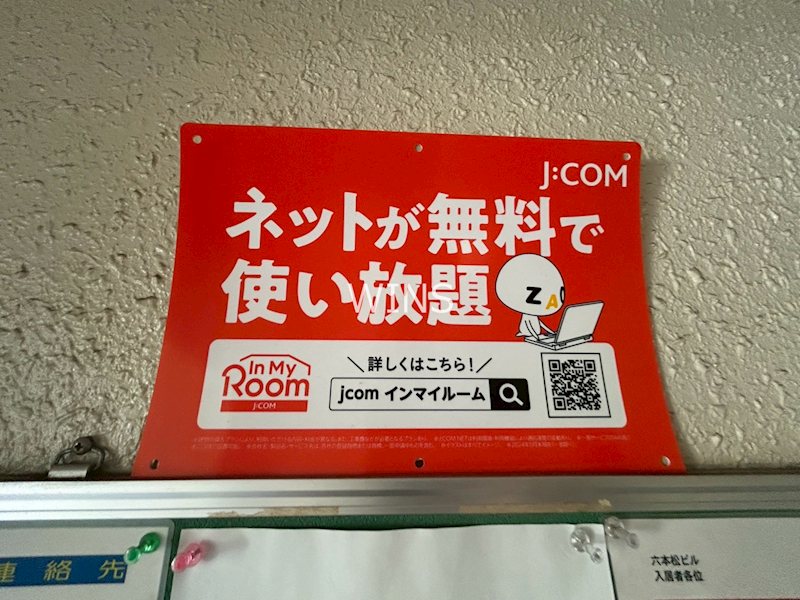 J:COM
ネットが無料で
使い放題
WINS
ZA
In My
Room
J:COM
＼詳しくはこちら！／
jcom インマイルーム
連絡先
六本松ビル
入居者各位